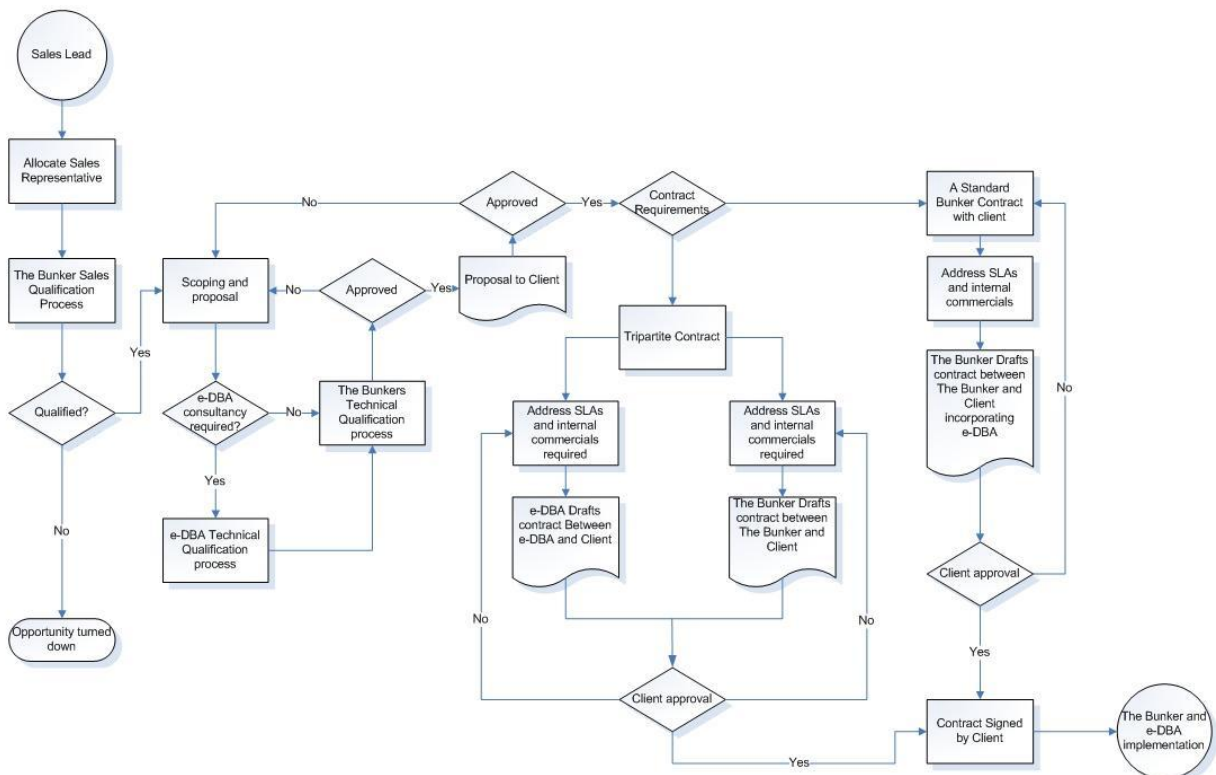 Sales Lead
Allocate Sales
Representative
The Bunker Sales
Qualification
Process
Yes
Qualified?
No
Opportunity turned
down
Scoping and
proposal
e-DBA
consultancy
required?
No
Yes
e-DBA Technical
Qualification
process
The Bunkers
Technical
Qualification
process
Approved
No
Yes
Proposal to Client
Approved
No
Yes
Contract
Requirements
Tripartite Contract
Address SLAs
and internal
commercials
required
Address SLAs
and internal
commercials
required
e-DBA Drafts
contract Between
e-DBA and Client
The Bunker Drafts
contract between
The Bunker and
Client
No
No
Client approval
Yes
A Standard
Bunker Contract
with client
Address SLAs
and internal
commercials
The Bunker Drafts
contract between
The Bunker and
Client
incorporating
e-DBA
No
Client approval
Yes
Contract Signed
by Client
The Bunker and
e-DBA
implementation